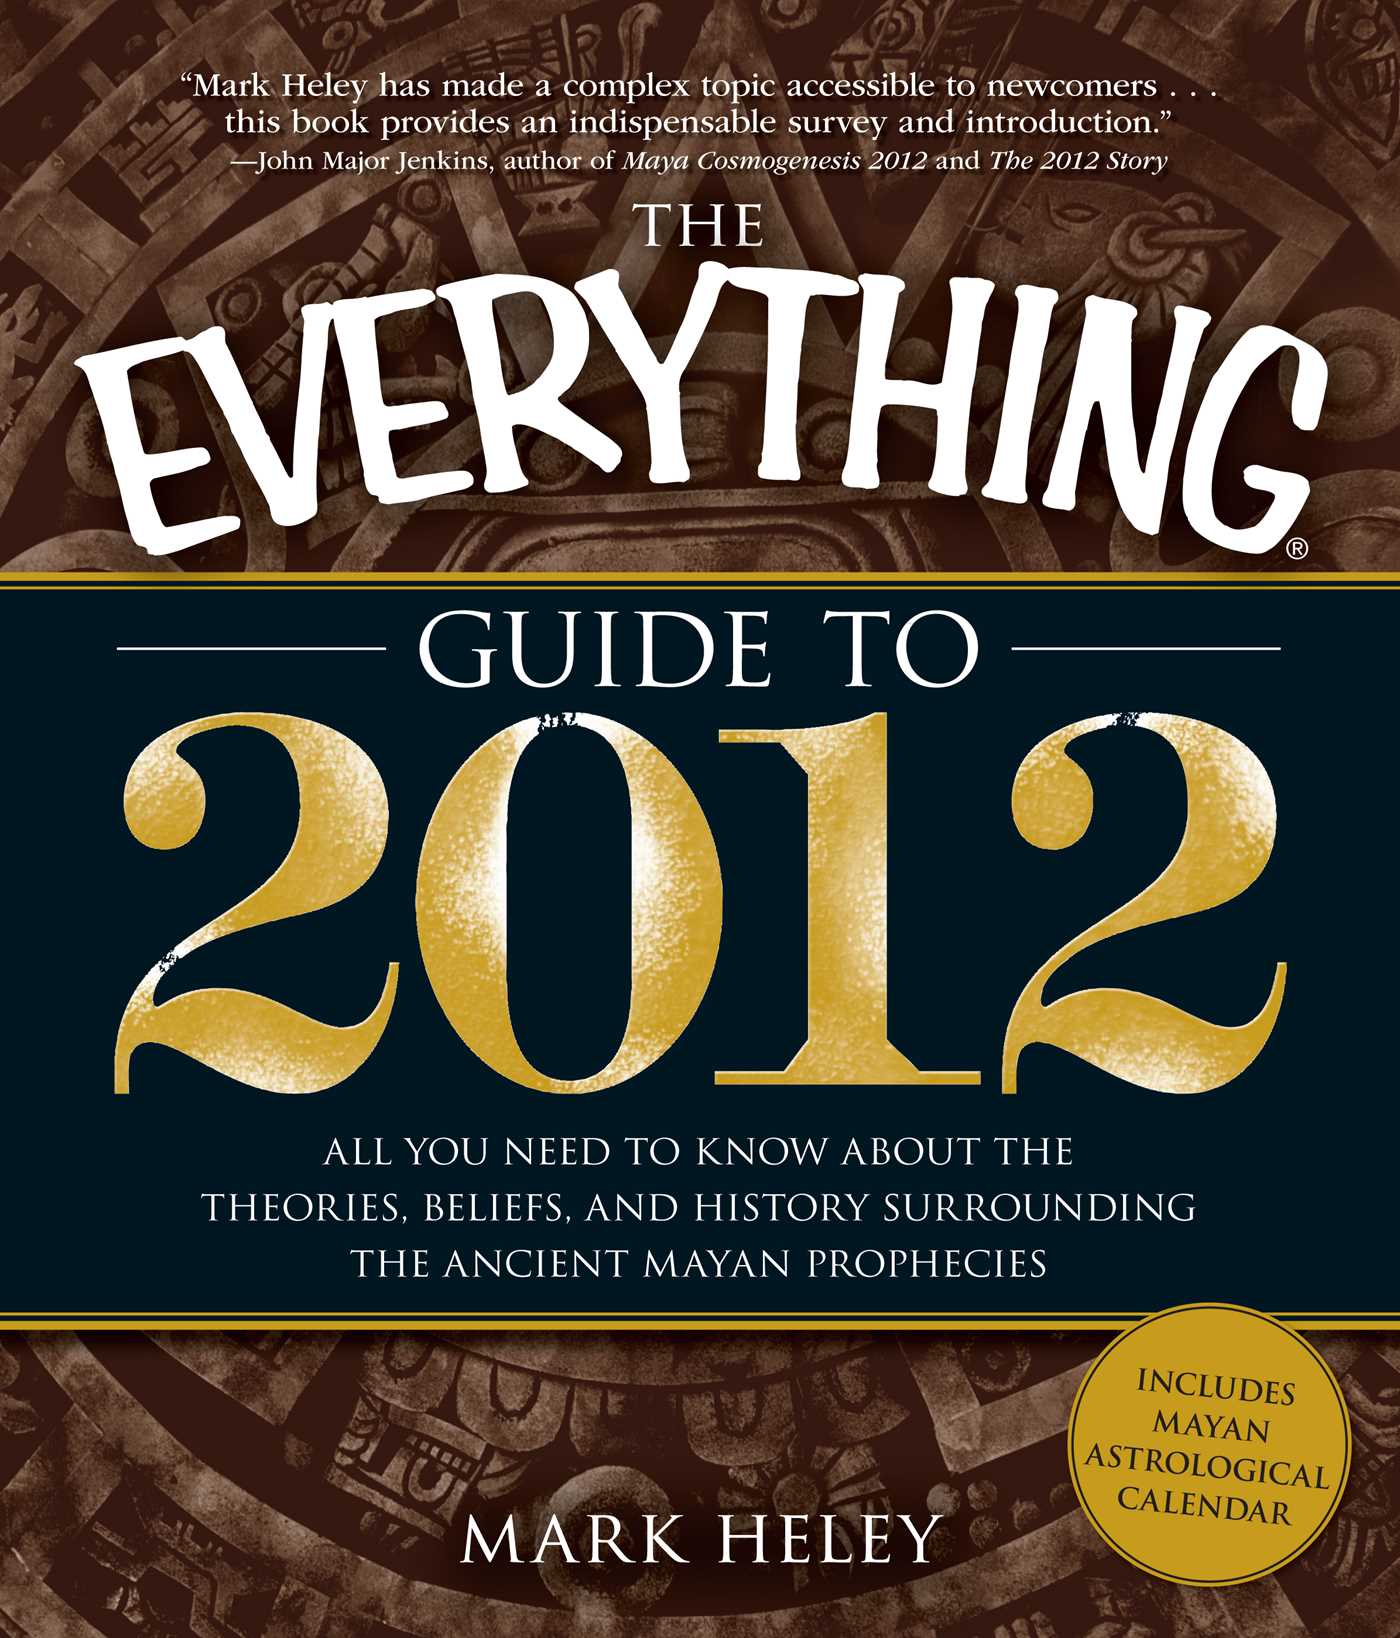 “Mark Heley has made a complex topic accessible to newcomers . . .
this book provides an indispensable survey and introduction.”
—John Major Jenkins, author of Maya Cosmogenesis 2012 and The 2012 Story
THE
EVERYTHING®
GUIDE TO
2012
ALL YOU NEED TO KNOW ABOUT THE
THEORIES, BELIEFS, AND HISTORY SURROUNDING
THE ANCIENT MAYAN PROPHECIES
INCLUDES
MAYAN
ASTROLOGICAL
CALENDAR
MARK HELEY